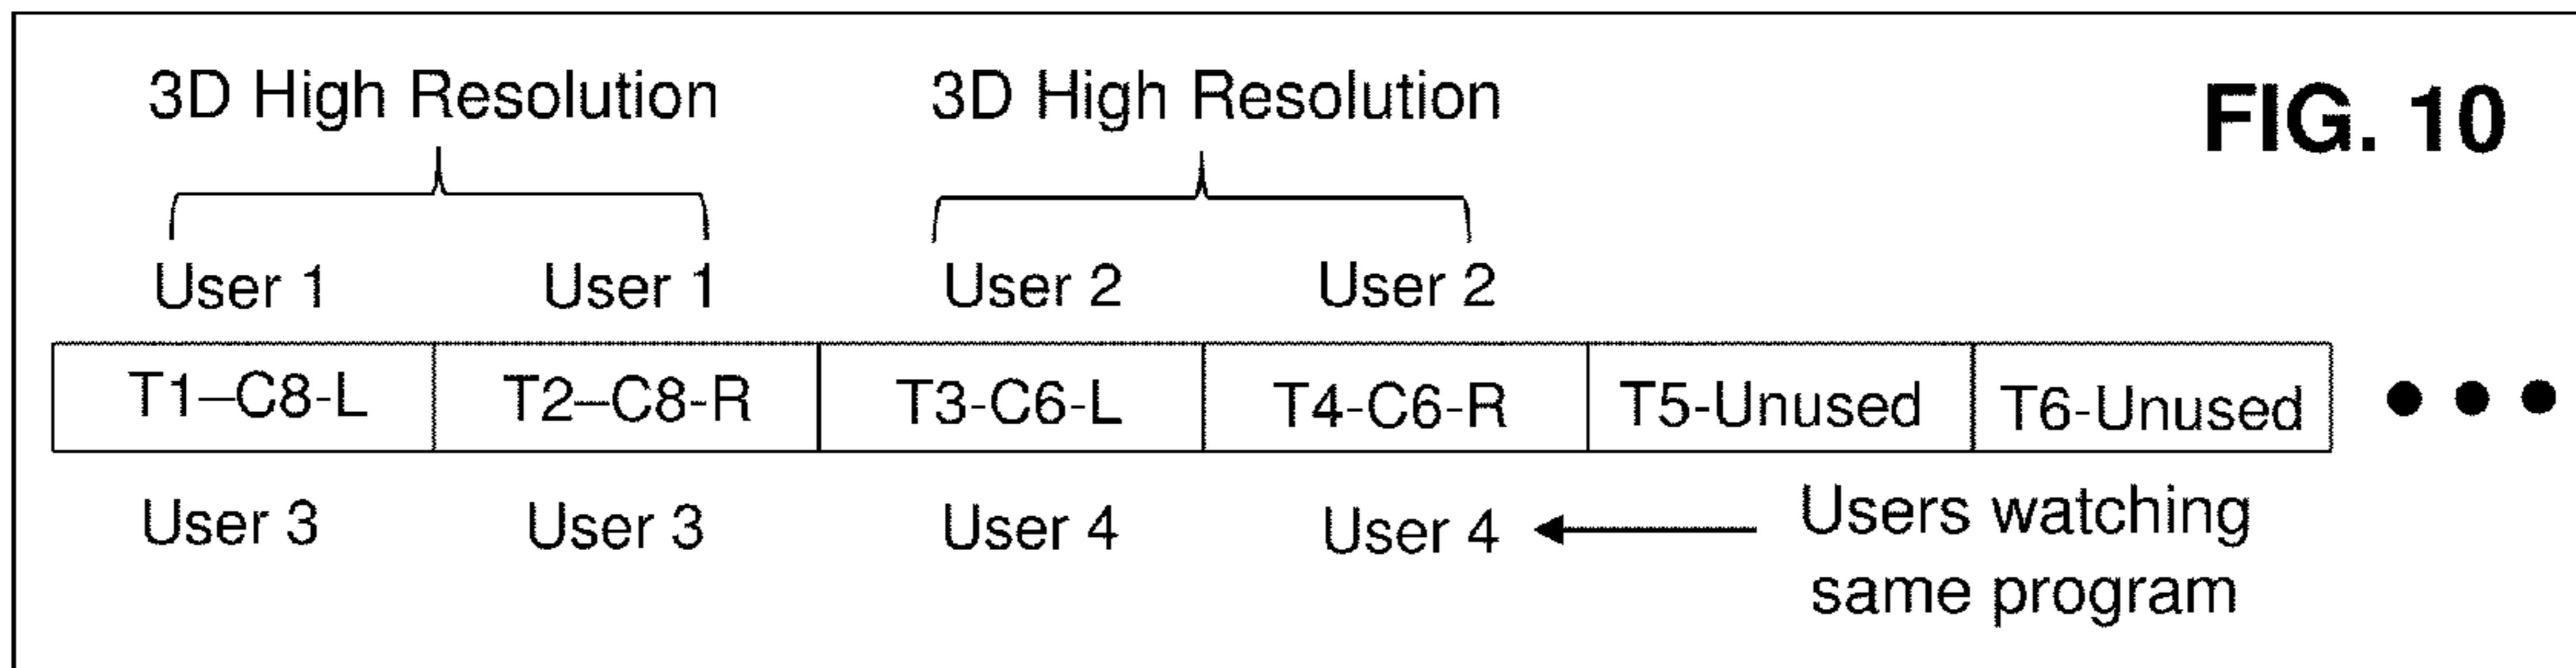 3D High Resolution 3D High Resolution FIG. 10
User 1 User 1 User 2 User 2
T1–C8-L T2–C8-R T3-C6-L T4-C6-R T5-Unused T6-Unused
User 3 User 3 User 4 User 4 Users watching
same program